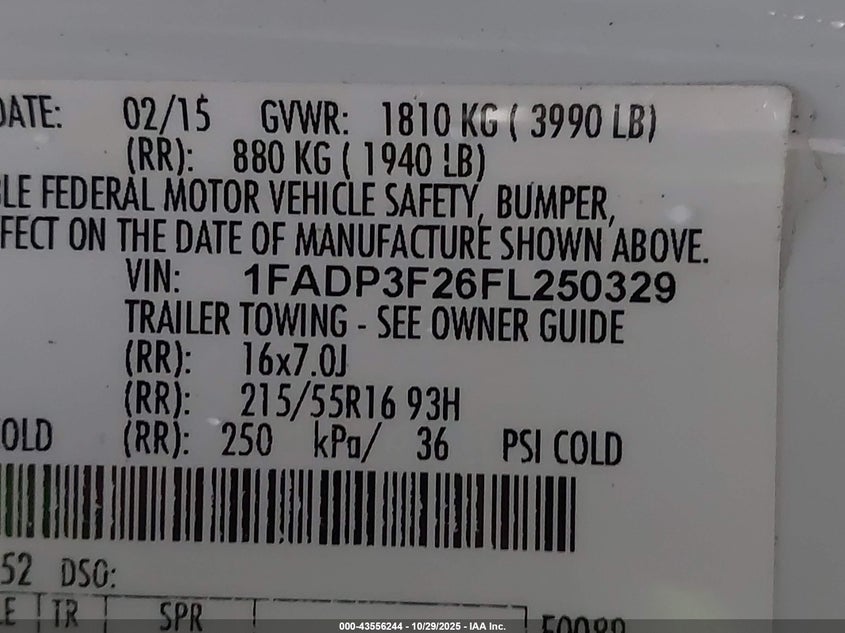 DATE: 02/15 GVWR: 1810 KG ( 3990 LB)
(RR): 880 KG ( 1940 LB)
LE FEDERAL MOTOR VEHICLE SAFETY, BUMPER,
FFECT ON THE DATE OF MANUFACTURE SHOWN ABOVE.
VIN: 1FADP3F26FL250329
TRAILER TOWING - SEE OWNER GUIDE
(RR): 16x7.0J
(RR): 215/55R16 93H
OLD (RR): 250 kPa/ 36 PSI COLD
52 DSO:
LE TR SPR
000-43556244 - 10/29/2025 - IAA Inc.